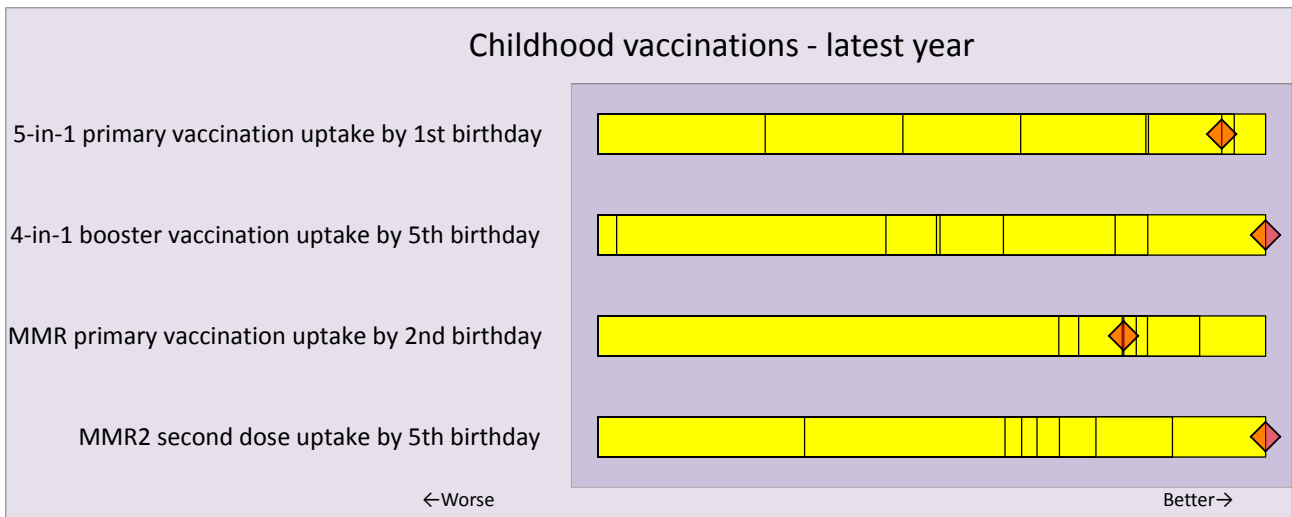 Childhood vaccinations - latest year
5-in-1 primary vaccination uptake by 1st birthday
4-in-1 booster vaccination uptake by 5th birthday
MMR primary vaccination uptake by 2nd birthday
MMR2 second dose uptake by 5th birthday
←Worse Better→